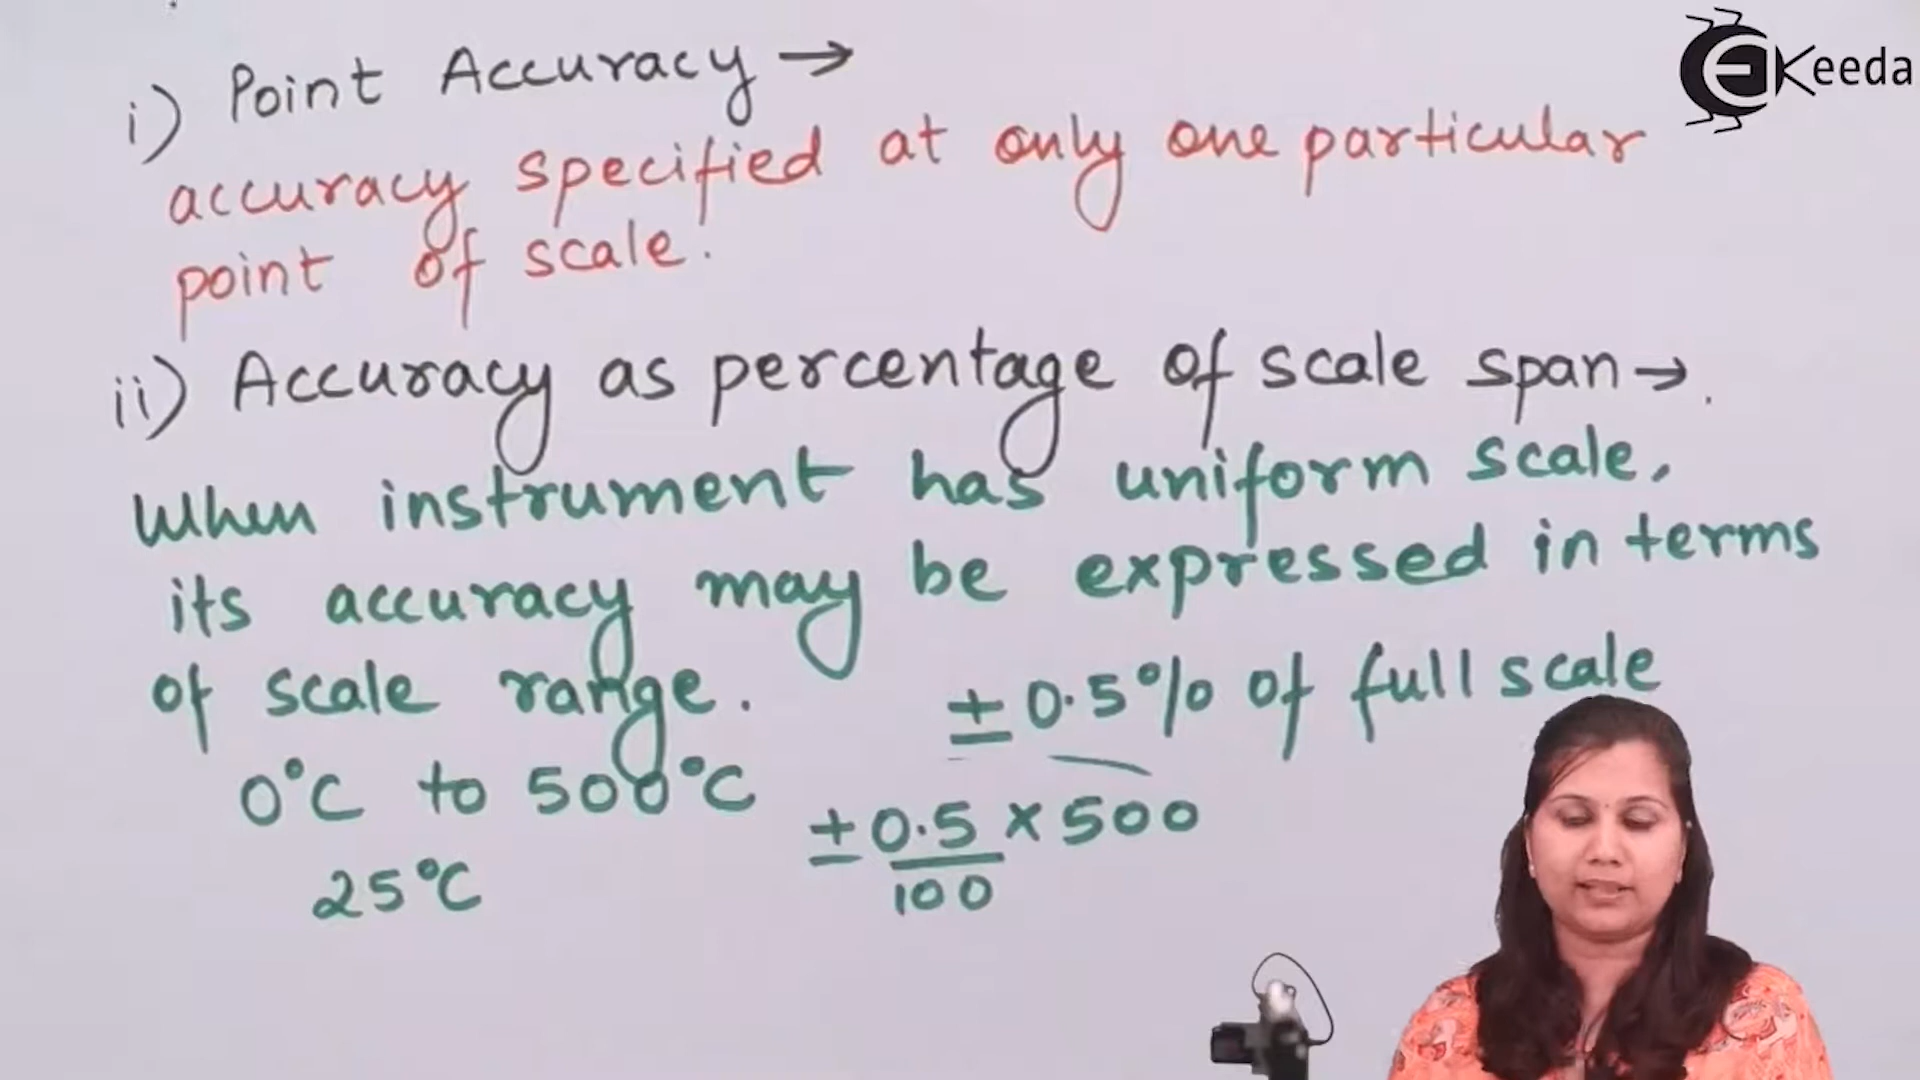 EKeeda
i) Point Accuracy →
accuracy specified at only one particular
point of scale.
ii) Accuracy as percentage of scale span →.
When instrument has uniform scale,
its accuracy may be expressed in terms
of scale range.
± 0.5% of full scale
0°C to 500°C
± 0.5 × 500
100
25°C